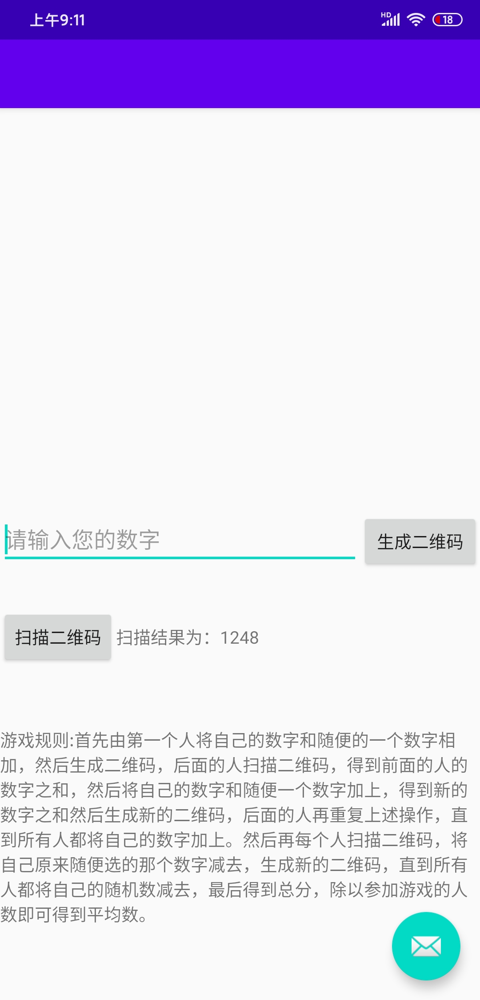 上午9:11
HD
18
请输入您的数字
生成二维码
扫描二维码
扫描结果为：1248
游戏规则:首先由第一个人将自己的数字和随便的一个数字相
加，然后生成二维码，后面的人扫描二维码，得到前面的人的
数字之和，然后将自己的数字和随便一个数字加上，得到新的
数字之和然后生成新的二维码，后面的人再重复上述操作，直
到所有人都将自己的数字加上。然后再每个人扫描二维码，将
自己原来随便选的那个数字减去，生成新的二维码，直到所有
人都将自己的随机数减去，最后得到总分，除以参加游戏的人
数即可得到平均数。